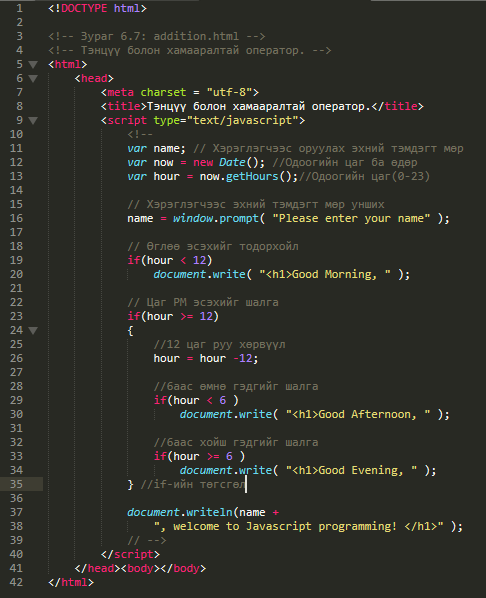 1 <!DOCTYPE html>
2
3 <!-- Зураг 6.7: addition.html -->
4 <!-- Тэнцүү болон хамааралтай оператор. -->
5 <html>
6     <head>
7         <meta charset = "utf-8">
8         <title>Тэнцүү болон хамааралтай оператор.</title>
9         <script type="text/javascript">
10             <!--
11             var name; // Хэрэглэгчээс оруулах эхний тэмдэгт мөр
12             var now = new Date(); //Одоогийн цаг ба өдөр
13             var hour = now.getHours();//Одоогийн цаг(0-23)
14
15             // Хэрэглэгчээс эхний тэмдэгт мөр унших
16             name = window.prompt( "Please enter your name" );
17
18             // Өглөө эсэхийг тодорхойл
19             if(hour < 12)
20                 document.write( "<h1>Good Morning, " );
21
22             // Цаг PM эсэхийг шалга
23             if(hour >= 12)
24             {
25                 //12 цаг руу хөрвүүл
26                 hour = hour -12;
27
28                 //6аас өмнө гэдгийг шалга
29                 if(hour < 6 )
30                     document.write( "<h1>Good Afternoon, " );
31
32                 //6аас хойш гэдгийг шалга
33                 if(hour >= 6 )
34                     document.write( "<h1>Good Evening, " );
35             } //if-ийн төгсгөл
36
37             document.writeln(name +
38                 ", welcome to Javascript programming! </h1>" );
39             // -->
40         </script>
41     </head><body></body>
42 </html>